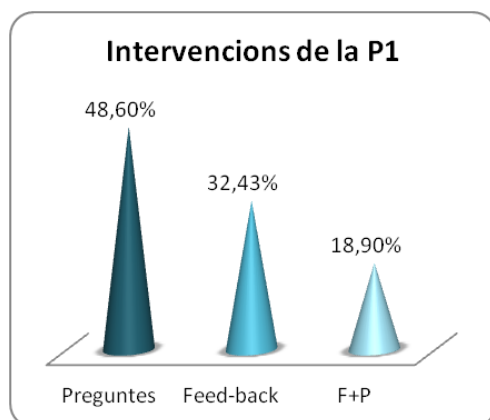 Intervencions de la P1
48,60%
32,43%
18,90%
Preguntes Feed-back F+P